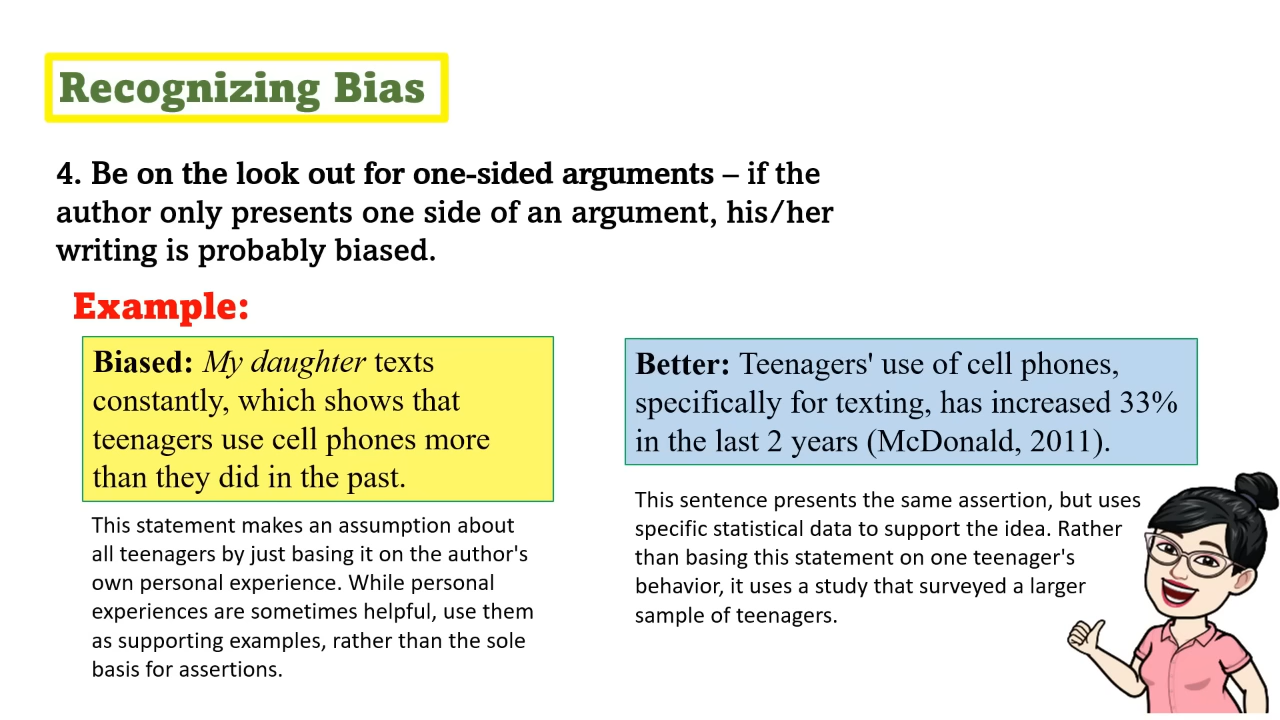 Recognizing Bias
4. Be on the look out for one-sided arguments – if the
author only presents one side of an argument, his/her
writing is probably biased.
Example:
Biased: My daughter texts
constantly, which shows that
teenagers use cell phones more
than they did in the past.
This statement makes an assumption about
all teenagers by just basing it on the author's
own personal experience. While personal
experiences are sometimes helpful, use them
as supporting examples, rather than the sole
basis for assertions.
Better: Teenagers' use of cell phones,
specifically for texting, has increased 33%
in the last 2 years (McDonald, 2011).
This sentence presents the same assertion, but uses
specific statistical data to support the idea. Rather
than basing this statement on one teenager's
behavior, it uses a study that surveyed a larger
sample of teenagers.